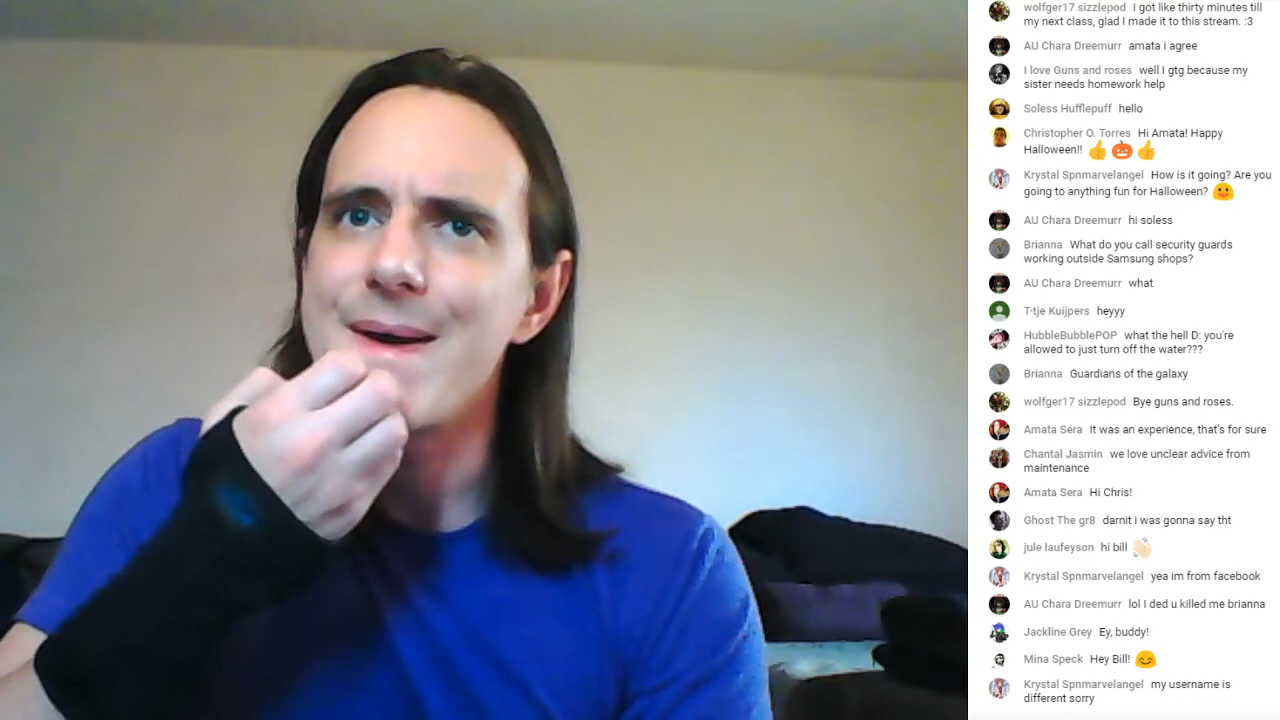 wolfger17 sizzlepod I got like thirty minutes till
my next class, glad I made it to this stream. :3
AU Chara Dreemurr amata i agree
I love Guns and roses well I gtg because my
sister needs homework help
Soless Hufflepuff hello
Christopher O. Torres Hi Amata! Happy
Halloween!! 👍 🎃 👍
Krystal Spnmarvelangel How is it going? Are you
going to anything fun for Halloween? 😃
AU Chara Dreemurr hi soless
Brianna What do you call security guards
working outside Samsung shops?
AU Chara Dreemurr what
T-tje Kuijpers heyyy
HubbleBubblePOP what the hell D: you're
allowed to just turn off the water???
Brianna Guardians of the galaxy
wolfger17 sizzlepod Bye guns and roses.
Amata Sera It was an experience, that's for sure
Chantal Jasmin we love unclear advice from
maintenance
Amata Sera Hi Chris!
Ghost The gr8 darnit i was gonna say tht
jule laufeyson hi bill 👋🏻
Krystal Spnmarvelangel yea im from facebook
AU Chara Dreemurr lol I ded u killed me brianna
Jackline Grey Ey, buddy!
Mina Speck Hey Bill! 😊
Krystal Spnmarvelangel my username is
different sorry